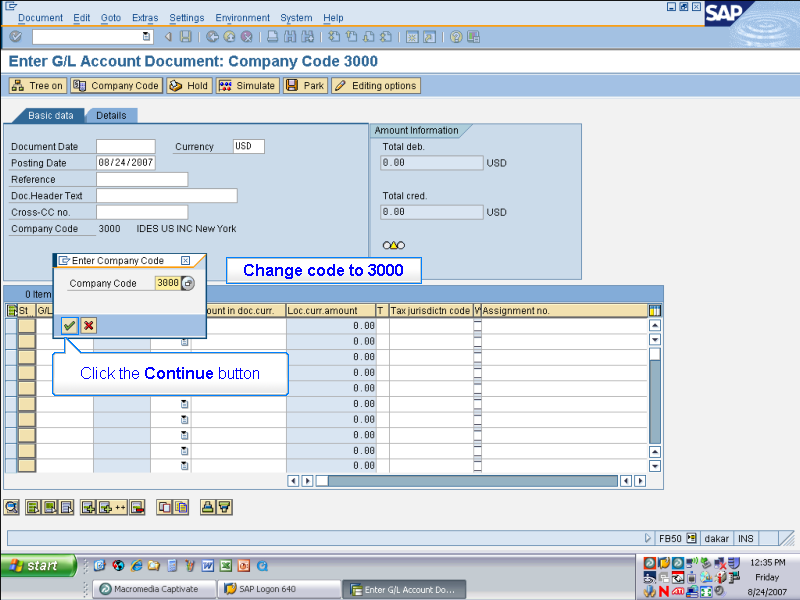 Document Edit Goto Extras Settings Environment System Help
SAP
Enter G/L Account Document: Company Code 3000
Tree on Company Code Hold Simulate Park Editing options
Basic data Details
Amount Information
Document Date Currency USD
Posting Date 08/24/2007
Reference
Doc.Header Text
Cross-CC no.
Company Code 3000 IDES US INC New York
Total deb.
0.00 USD
Total cred.
0.00 USD
Enter Company Code
Company Code 3000
Change code to 3000
Click the Continue button
0 Item
St G/L ount in doc.curr. Loc.curr.amount T Tax jurisdictn code V Assignment no.
0.00
0.00
0.00
0.00
0.00
0.00
0.00
0.00
0.00
0.00
FB50 dakar INS
start
Macromedia Captivate SAP Logon 640 Enter G/L Account Do...
12:35 PM
Friday
8/24/2007